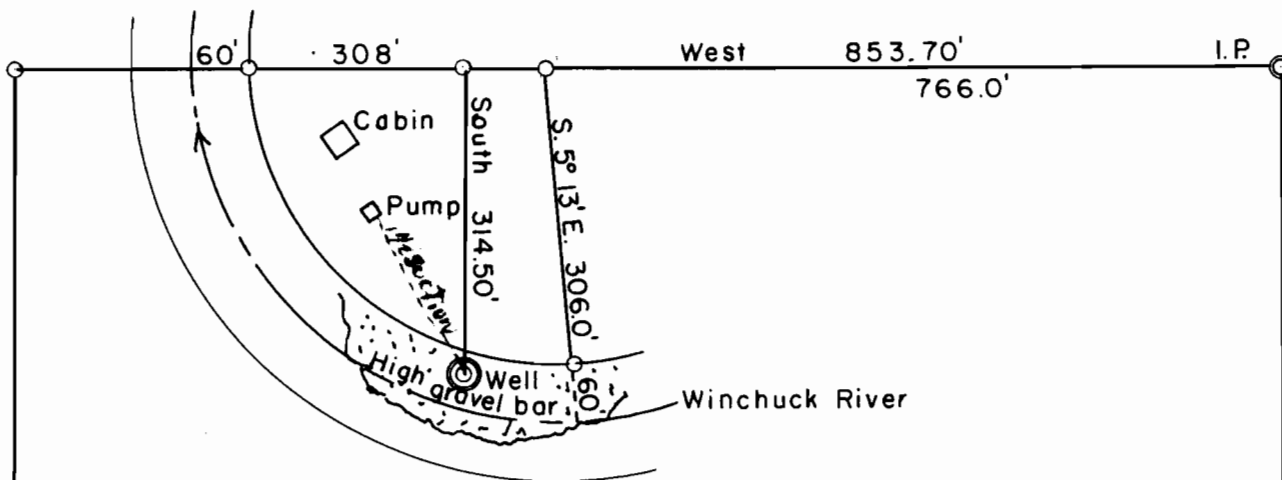 60' 308' West 853.70' I.P.
766.0'
Cabin
Pump
South 314.50'
S. 5° 13' E. 306.0'
High gravel bar
Well
60'
Winchuck River